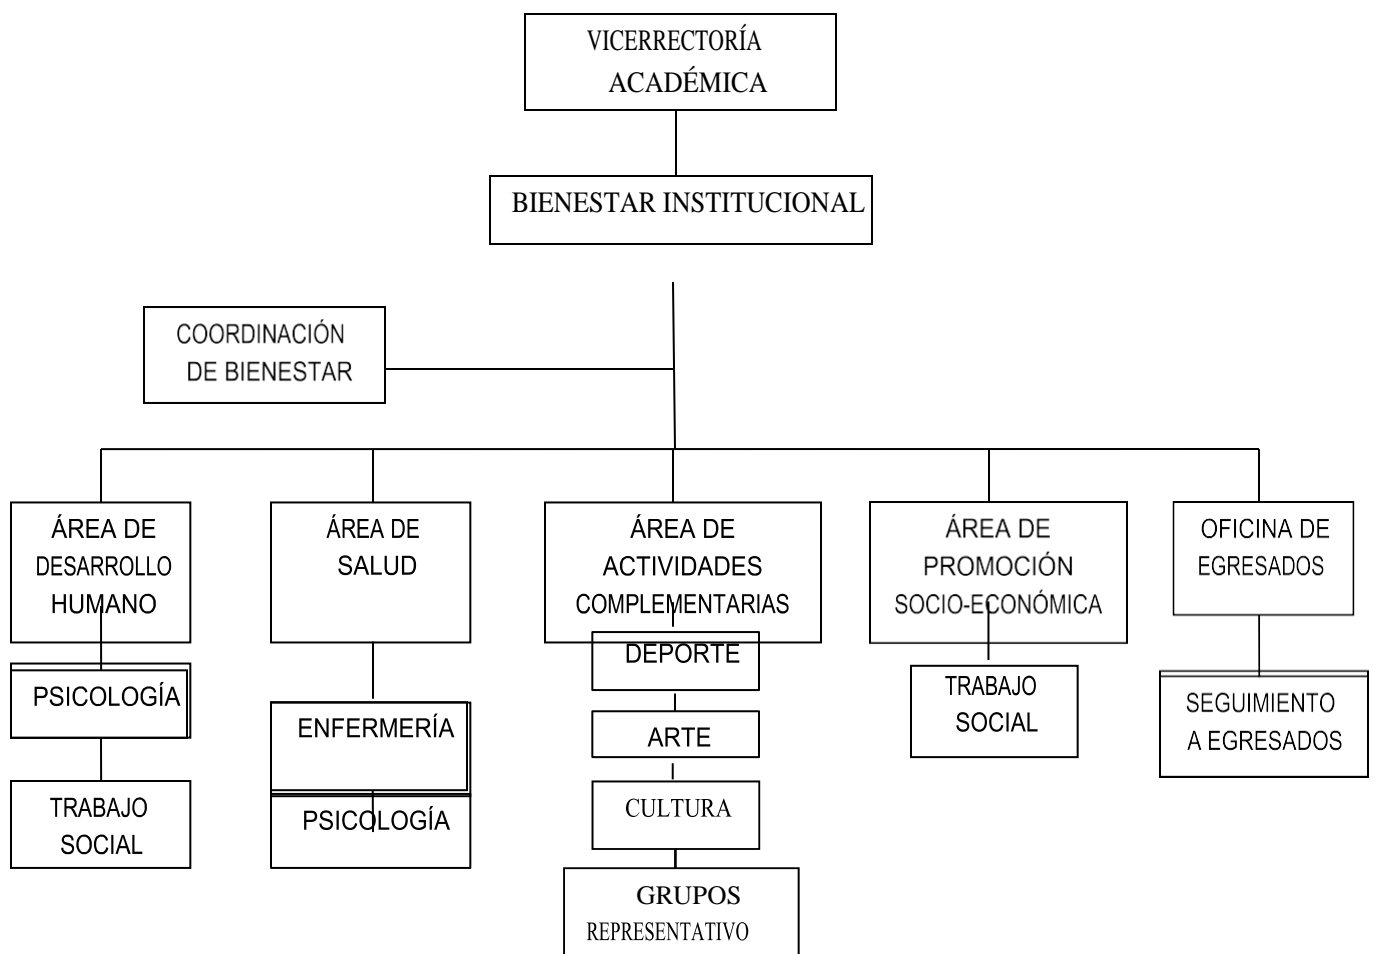 VICERRECTORÍA
ACADÉMICA
BIENESTAR INSTITUCIONAL
COORDINACIÓN
DE BIENESTAR
ÁREA DE
DESARROLLO
HUMANO
PSICOLOGÍA
TRABAJO
SOCIAL
ÁREA DE
SALUD
ENFERMERÍA
PSICOLOGÍA
ÁREA DE
ACTIVIDADES
COMPLEMENTARIAS
DEPORTE
ARTE
CULTURA
GRUPOS
REPRESENTATIVO
ÁREA DE
PROMOCIÓN
SOCIO-ECONÓMICA
TRABAJO
SOCIAL
OFICINA DE
EGRESADOS
SEGUIMIENTO
A EGRESADOS